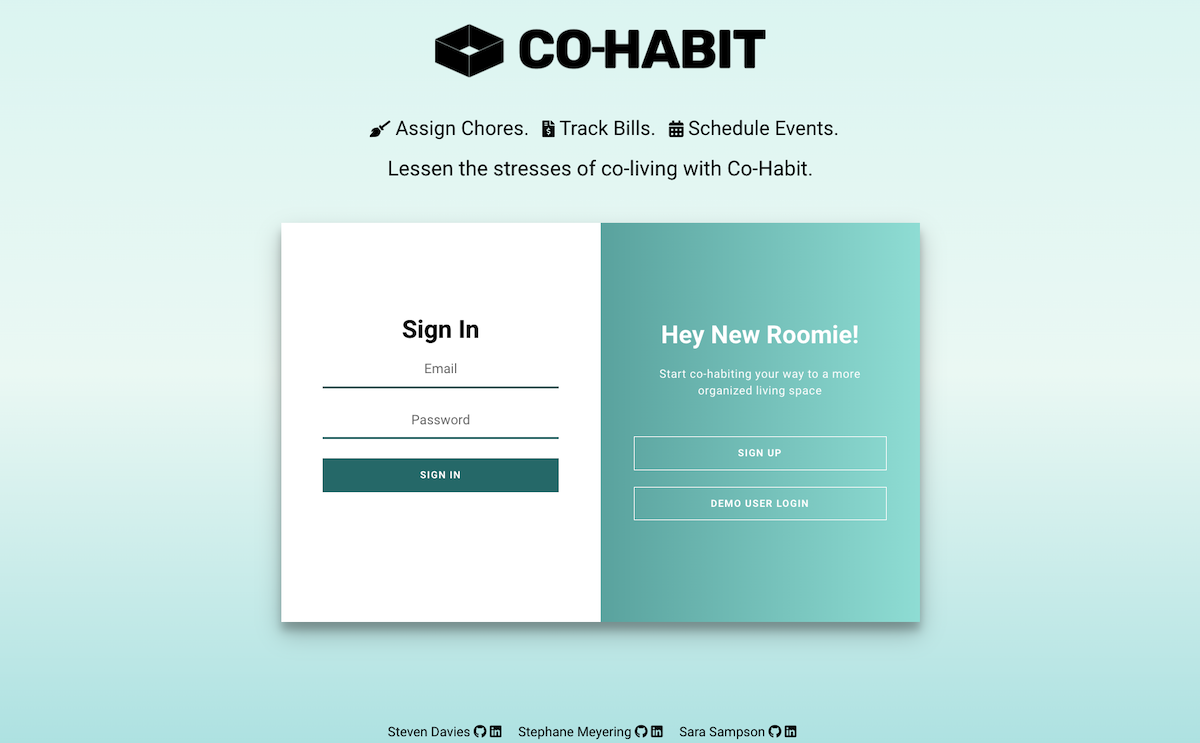 CO-HABIT
Assign Chores. Track Bills. Schedule Events.
Lessen the stresses of co-living with Co-Habit.
Sign In
Email
Password
SIGN IN
Hey New Roomie!
Start co-habiting your way to a more
organized living space
SIGN UP
DEMO USER LOGIN
Steven Davies Stephane Meyering Sara Sampson